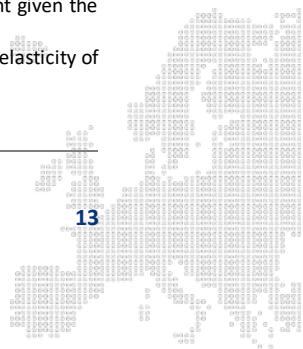 nt given the
elasticity of
13